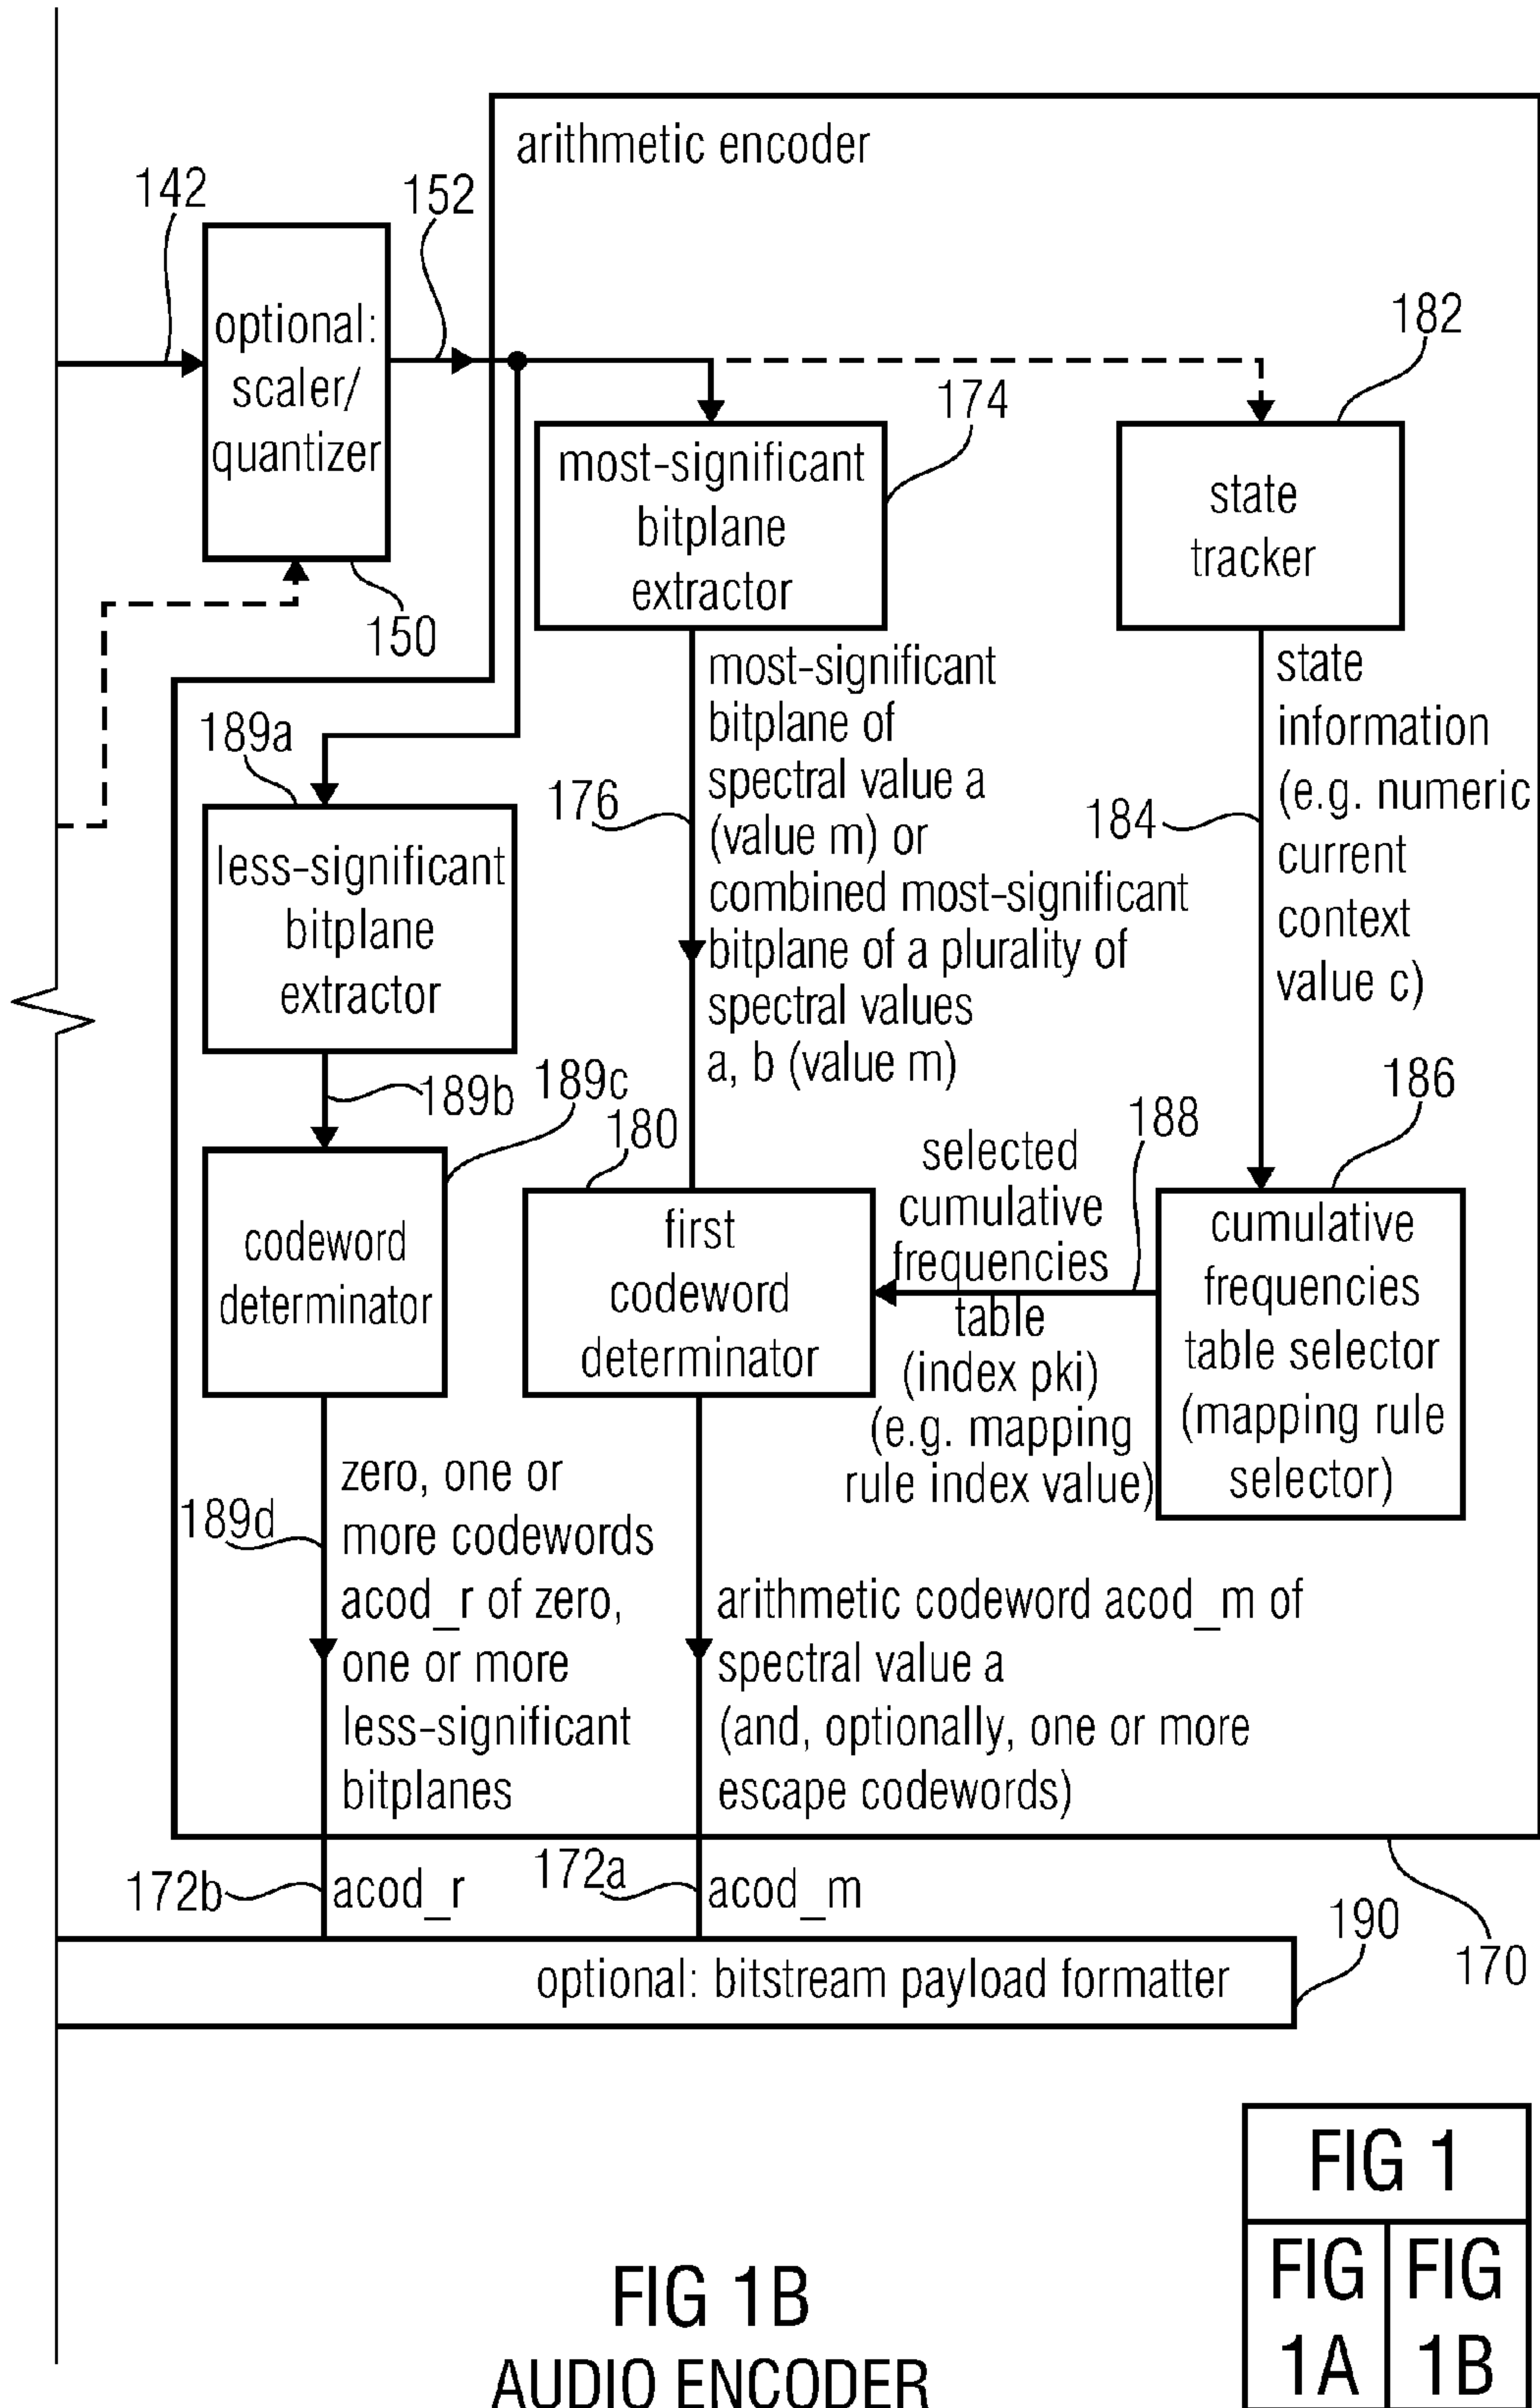 arithmetic encoder
142
152
optional:
scaler/
quantizer
150
182
174
most-significant
bitplane
extractor
state
tracker
189a
less-significant
bitplane
extractor
176
most-significant
bitplane of
spectral value a
(value m) or
combined most-significant
bitplane of a plurality of
spectral values
a, b (value m)
184
state
information
(e.g. numeric
current
context
value c)
189b
189c
180
188
186
codeword
determinator
first
codeword
determinator
selected
cumulative
frequencies
table
(index pki)
(e.g. mapping
rule index value)
cumulative
frequencies
table selector
(mapping rule
selector)
189d
zero, one or
more codewords
acod_r of zero,
one or more
less-significant
bitplanes
arithmetic codeword acod_m of
spectral value a
(and, optionally, one or more
escape codewords)
172b
acod_r
172a
acod_m
190
170
optional: bitstream payload formatter
FIG 1
FIG
1A
FIG
1B
FIG 1B
AUDIO ENCODER